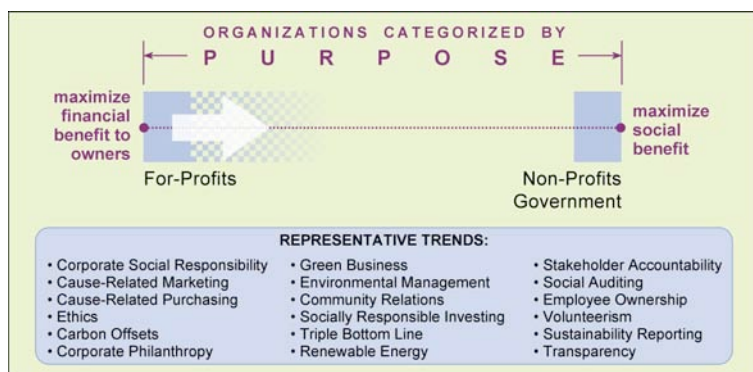 ORGANIZATIONS CATEGORIZED BY
PURPOSE
maximize
financial
benefit to
owners
maximize
social
benefit
For-Profits
Non-Profits
Government
REPRESENTATIVE TRENDS:
• Corporate Social Responsibility
• Cause-Related Marketing
• Cause-Related Purchasing
• Ethics
• Carbon Offsets
• Corporate Philanthropy
• Green Business
• Environmental Management
• Community Relations
• Socially Responsible Investing
• Triple Bottom Line
• Renewable Energy
• Stakeholder Accountability
• Social Auditing
• Employee Ownership
• Volunteerism
• Sustainability Reporting
• Transparency